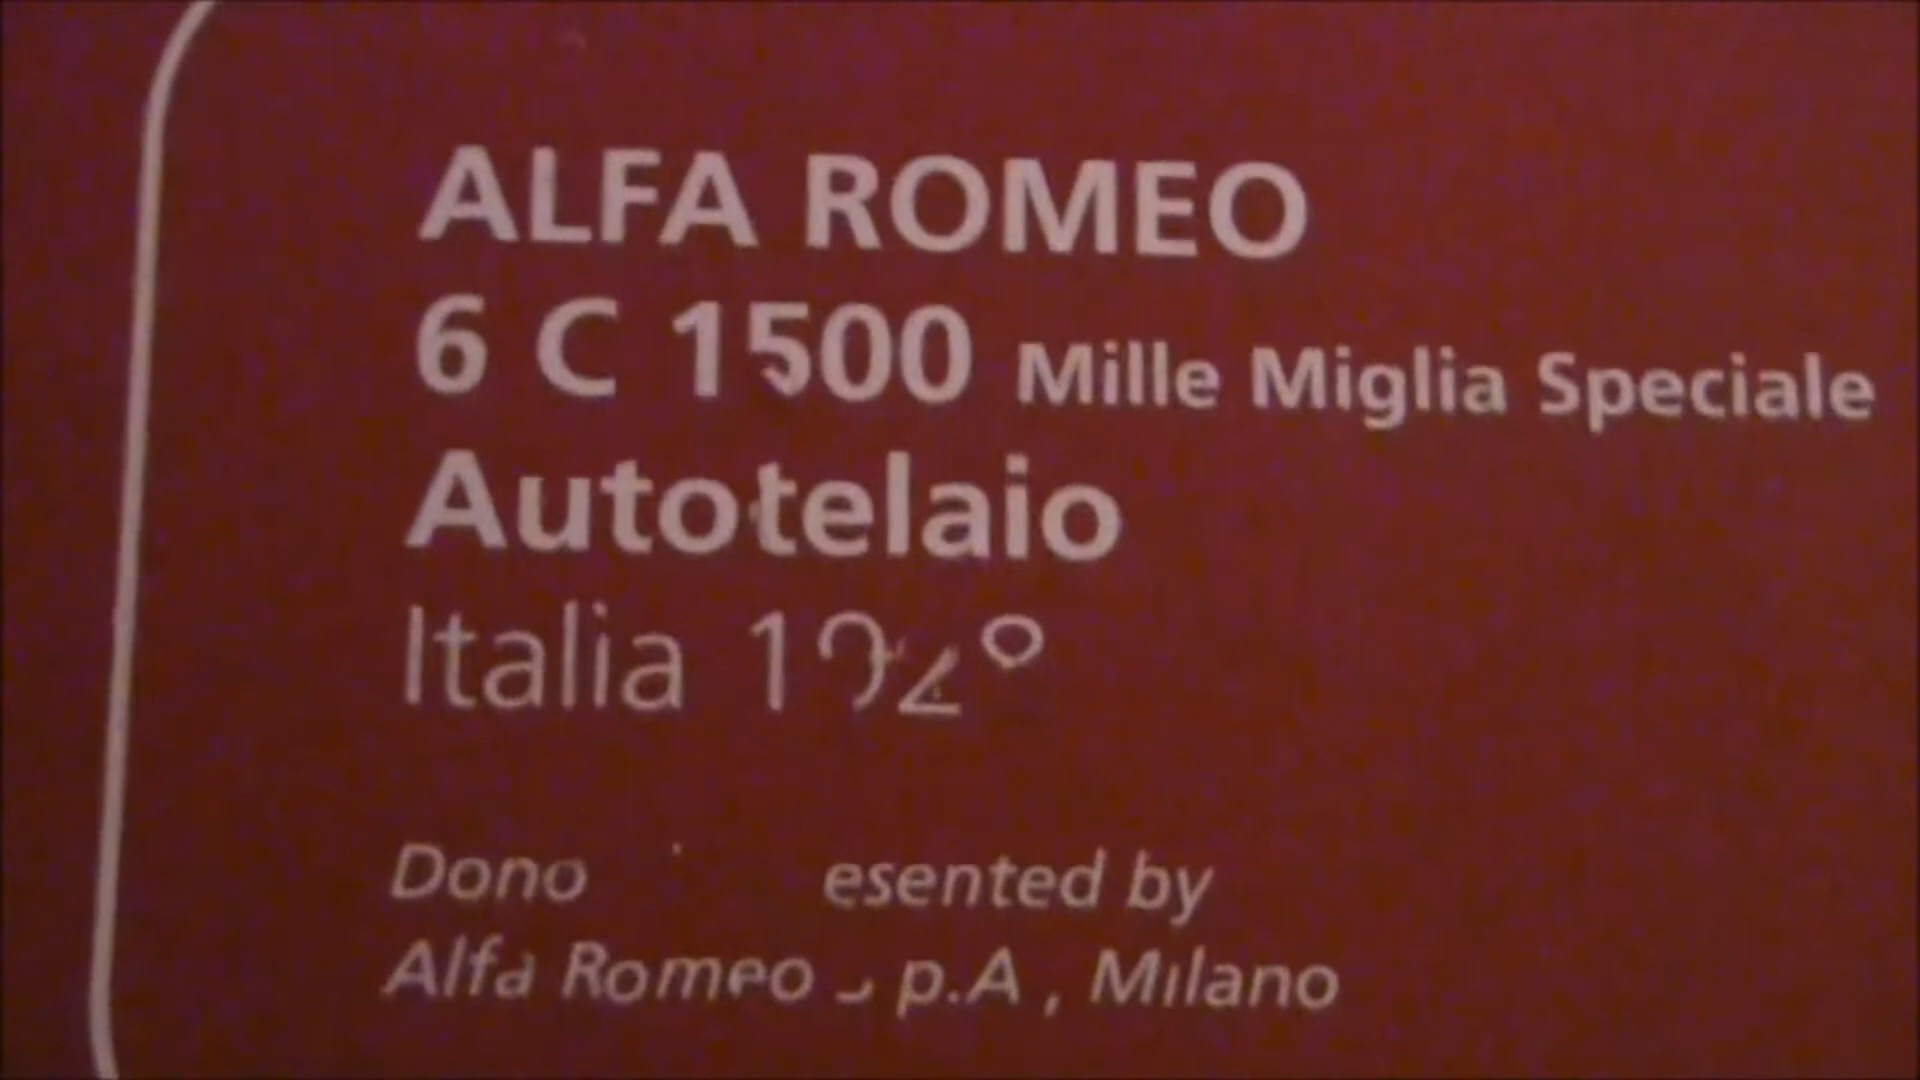 ALFA ROMEO
6 C 1500 Mille Miglia Speciale
Autotelaio
Italia
Dono esented by
Alfa Romeo p.A , Milano